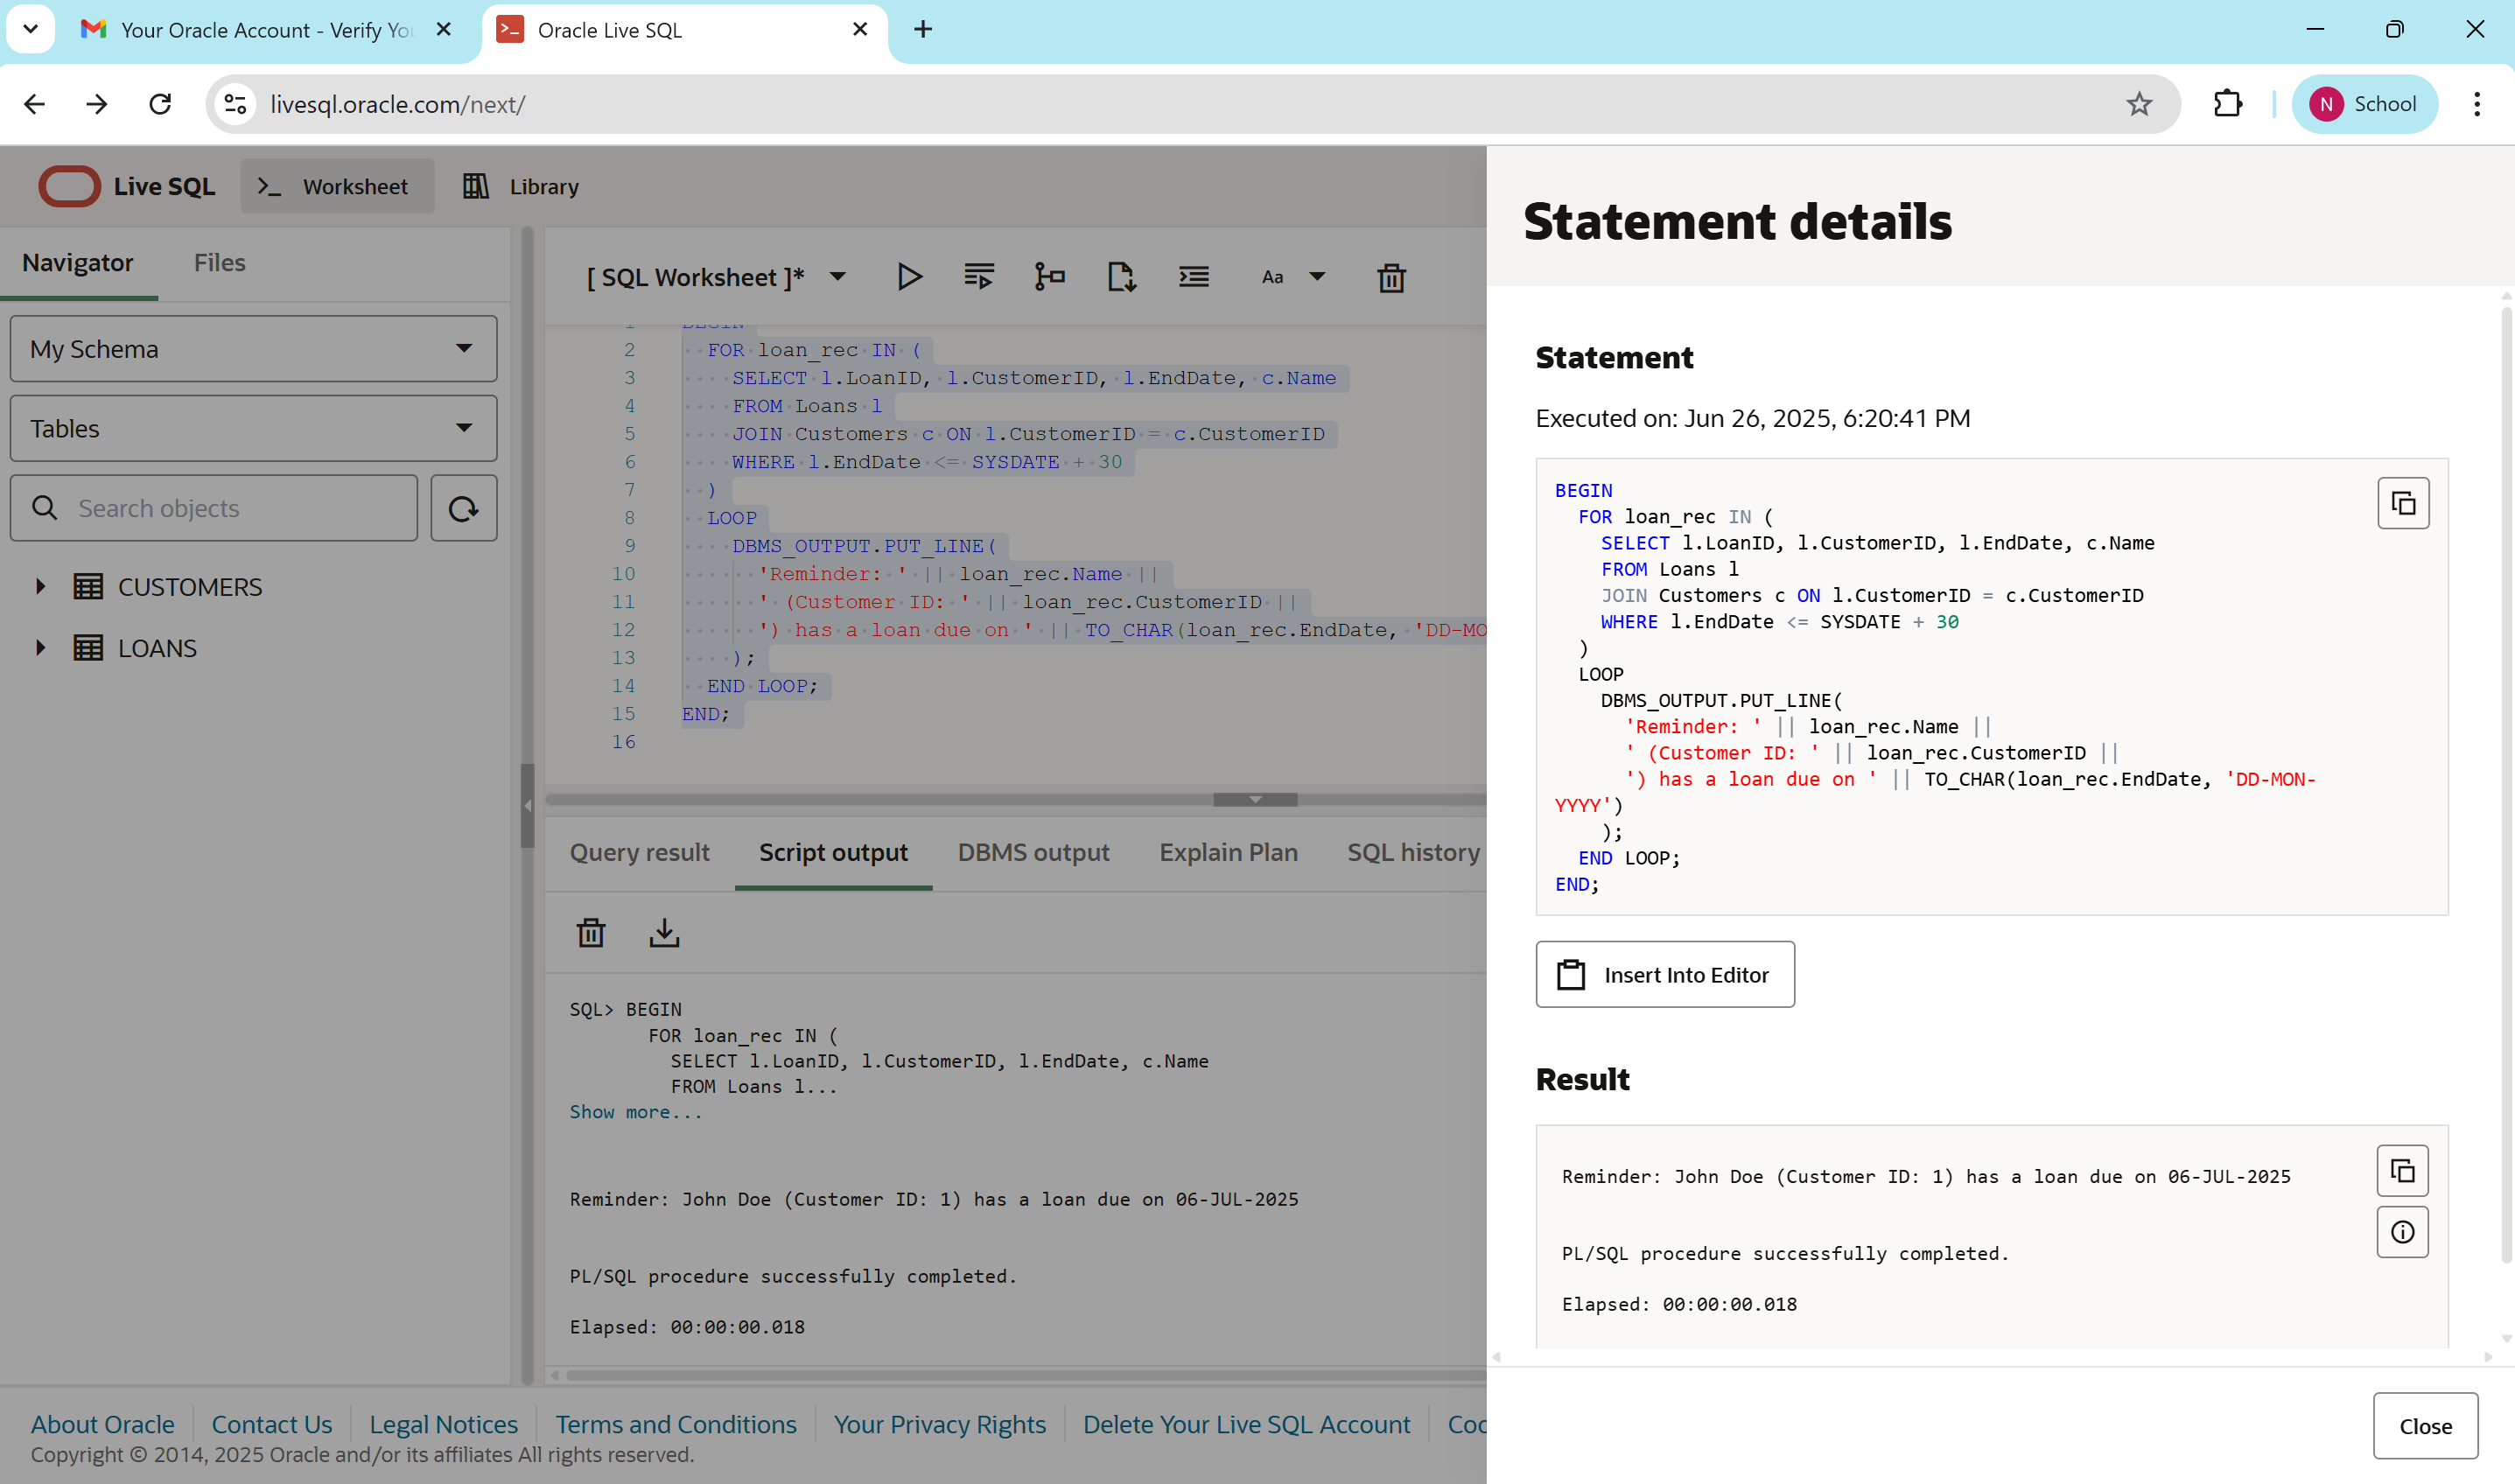 Your Oracle Account - Verify Yo
Oracle Live SQL
livesql.oracle.com/next/
N School
Live SQL
Worksheet
Library
Navigator
Files
My Schema
Tables
Search objects
CUSTOMERS
LOANS
[ SQL Worksheet ]*
Aa
1 BEGIN
2 FOR loan_rec IN (
3 SELECT l.LoanID, l.CustomerID, l.EndDate, c.Name
4 FROM Loans l
5 JOIN Customers c ON l.CustomerID = c.CustomerID
6 WHERE l.EndDate <= SYSDATE + 30
7 )
8 LOOP
9 DBMS_OUTPUT.PUT_LINE(
10 'Reminder: ' || loan_rec.Name ||
11 ' (Customer ID: ' || loan_rec.CustomerID ||
12 ') has a loan due on ' || TO_CHAR(loan_rec.EndDate, 'DD-MO
13 );
14 END LOOP;
15 END;
16
Query result
Script output
DBMS output
Explain Plan
SQL history
SQL> BEGIN
FOR loan_rec IN (
SELECT l.LoanID, l.CustomerID, l.EndDate, c.Name
FROM Loans l...
Show more...
Reminder: John Doe (Customer ID: 1) has a loan due on 06-JUL-2025
PL/SQL procedure successfully completed.
Elapsed: 00:00:00.018
Statement details
Statement
Executed on: Jun 26, 2025, 6:20:41 PM
BEGIN
FOR loan_rec IN (
SELECT l.LoanID, l.CustomerID, l.EndDate, c.Name
FROM Loans l
JOIN Customers c ON l.CustomerID = c.CustomerID
WHERE l.EndDate <= SYSDATE + 30
)
LOOP
DBMS_OUTPUT.PUT_LINE(
'Reminder: ' || loan_rec.Name ||
' (Customer ID: ' || loan_rec.CustomerID ||
') has a loan due on ' || TO_CHAR(loan_rec.EndDate, 'DD-MON-
YYYY')
);
END LOOP;
END;
Insert Into Editor
Result
Reminder: John Doe (Customer ID: 1) has a loan due on 06-JUL-2025
PL/SQL procedure successfully completed.
Elapsed: 00:00:00.018
Close
About Oracle
Contact Us
Legal Notices
Terms and Conditions
Your Privacy Rights
Delete Your Live SQL Account
Coo
Copyright © 2014, 2025 Oracle and/or its affiliates All rights reserved.